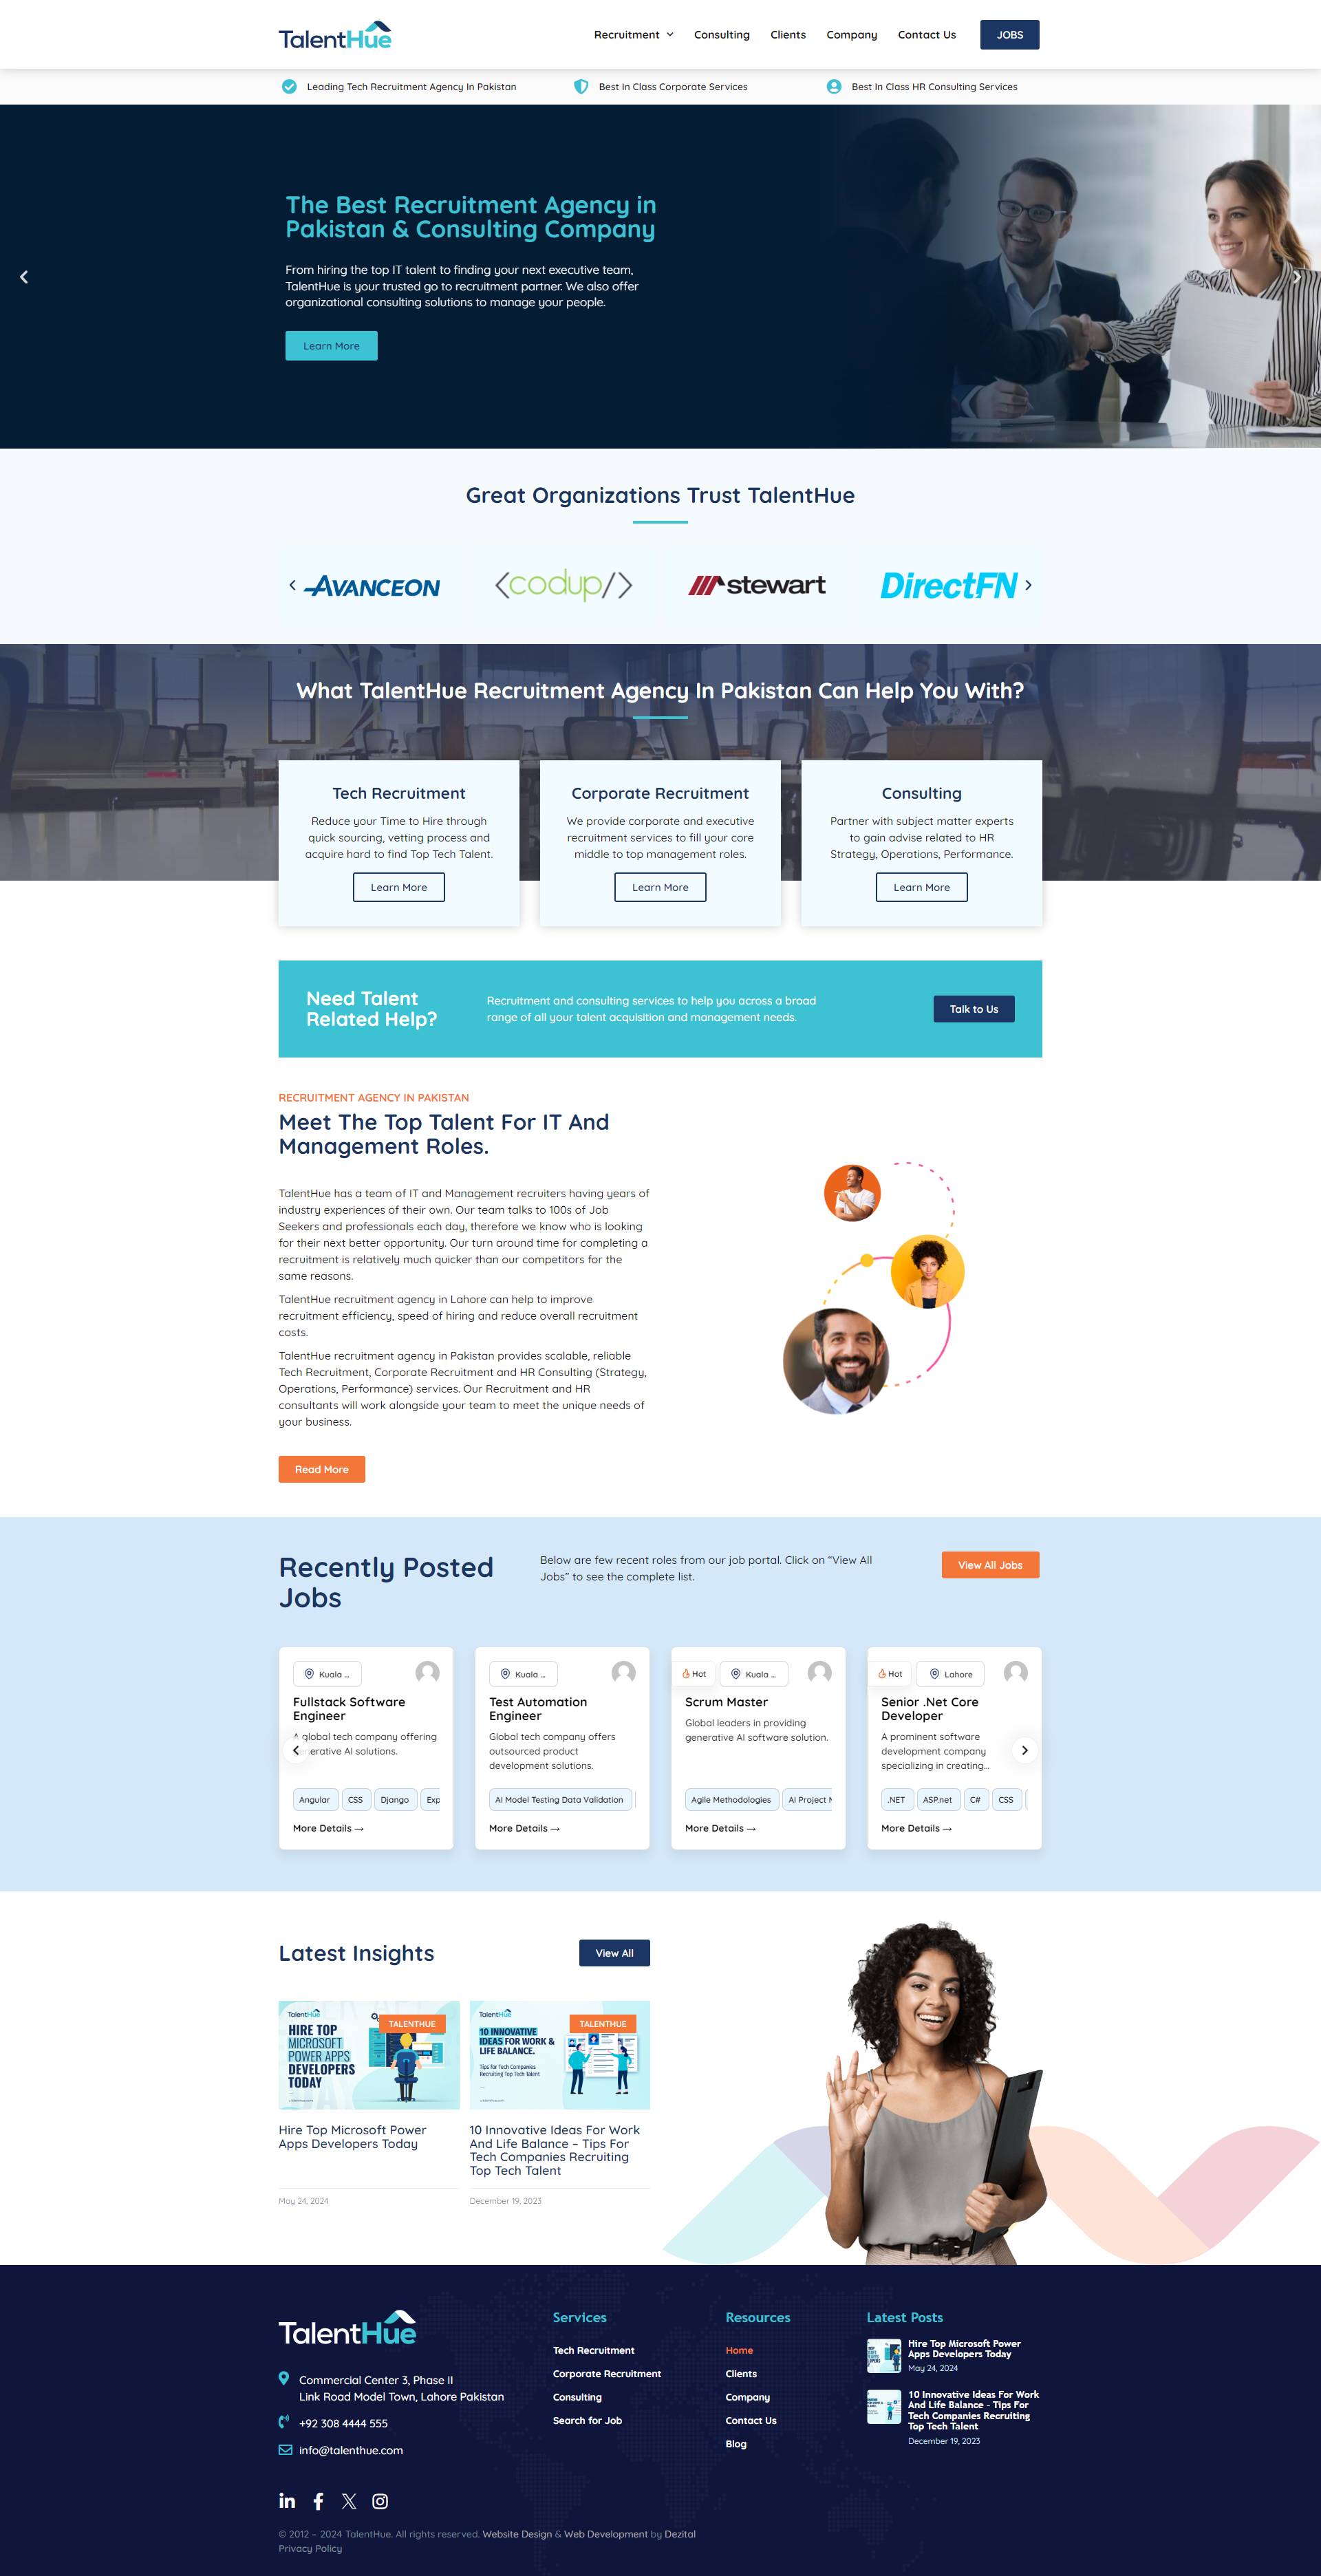 TalentHue
Recruitment
Consulting
Clients
Company
Contact Us
JOBS
Leading Tech Recruitment Agency In Pakistan
Best In Class Corporate Services
Best In Class HR Consulting Services
The Best Recruitment Agency in
Pakistan & Consulting Company
From hiring the top IT talent to finding your next executive team,
TalentHue is your trusted go to recruitment partner. We also offer
organizational consulting solutions to manage your people.
Learn More
Great Organizations Trust TalentHue
AVANCEON
<codup/>
stewart
DirectFN
What TalentHue Recruitment Agency In Pakistan Can Help You With?
Tech Recruitment
Reduce your Time to Hire through
quick sourcing, vetting process and
acquire hard to find Top Tech Talent.
Learn More
Corporate Recruitment
We provide corporate and executive
recruitment services to fill your core
middle to top management roles.
Learn More
Consulting
Partner with subject matter experts
to gain advise related to HR
Strategy, Operations, Performance.
Learn More
Need Talent
Related Help?
Recruitment and consulting services to help you across a broad
range of all your talent acquisition and management needs.
Talk to Us
RECRUITMENT AGENCY IN PAKISTAN
Meet The Top Talent For IT And
Management Roles.
TalentHue has a team of IT and Management recruiters having years of
industry experiences of their own. Our team talks to 100s of Job
Seekers and professionals each day, therefore we know who is looking
for their next better opportunity. Our turn around time for completing a
recruitment is relatively much quicker than our competitors for the
same reasons.
TalentHue recruitment agency in Lahore can help to improve
recruitment efficiency, speed of hiring and reduce overall recruitment
costs.
TalentHue recruitment agency in Pakistan provides scalable, reliable
Tech Recruitment, Corporate Recruitment and HR Consulting (Strategy,
Operations, Performance) services. Our Recruitment and HR
consultants will work alongside your team to meet the unique needs of
your business.
Read More
Recently Posted
Jobs
Below are few recent roles from our job portal. Click on “View All
Jobs” to see the complete list.
View All Jobs
Kuala ...
Fullstack Software
Engineer
A global tech company offering
generative AI solutions.
Angular CSS Django Exp
More Details →
Kuala ...
Test Automation
Engineer
Global tech company offers
outsourced product
development solutions.
AI Model Testing Data Validation
More Details →
Hot
Kuala ...
Scrum Master
Global leaders in providing
generative AI software solution.
Agile Methodologies AI Project
More Details →
Hot
Lahore
Senior .Net Core
Developer
A prominent software
development company
specializing in creating...
.NET ASP.net C# CSS
More Details →
Latest Insights
View All
TalentHue
TALENTHUE
HIRE TOP
MICROSOFT
POWER APPS
DEVELOPERS
TODAY
Hire Top Microsoft Power
Apps Developers Today
May 24, 2024
TalentHue
TALENTHUE
10 INNOVATIVE
IDEAS FOR WORK &
LIFE BALANCE.
Tips for Tech Companies
Recruiting Top Tech Talent
10 Innovative Ideas For Work
And Life Balance – Tips For
Tech Companies Recruiting
Top Tech Talent
December 19, 2023
TalentHue
Commercial Center 3, Phase II
Link Road Model Town, Lahore Pakistan
+92 308 4444 555
info@talenthue.com
Services
Tech Recruitment
Corporate Recruitment
Consulting
Search for Job
Resources
Home
Clients
Company
Contact Us
Blog
Latest Posts
Hire Top Microsoft Power
Apps Developers Today
May 24, 2024
10 Innovative Ideas For Work
And Life Balance - Tips For
Tech Companies Recruiting
Top Tech Talent
December 19, 2023
© 2012 – 2024 TalentHue. All rights reserved. Website Design & Web Development by Dezital
Privacy Policy